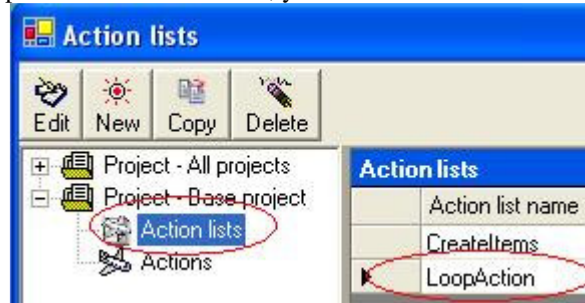 Action lists
Edit New Copy Delete
Project - All projects
Project - Base project
Action lists
Actions
Action lists
Action list name
CreateItems
LoopAction